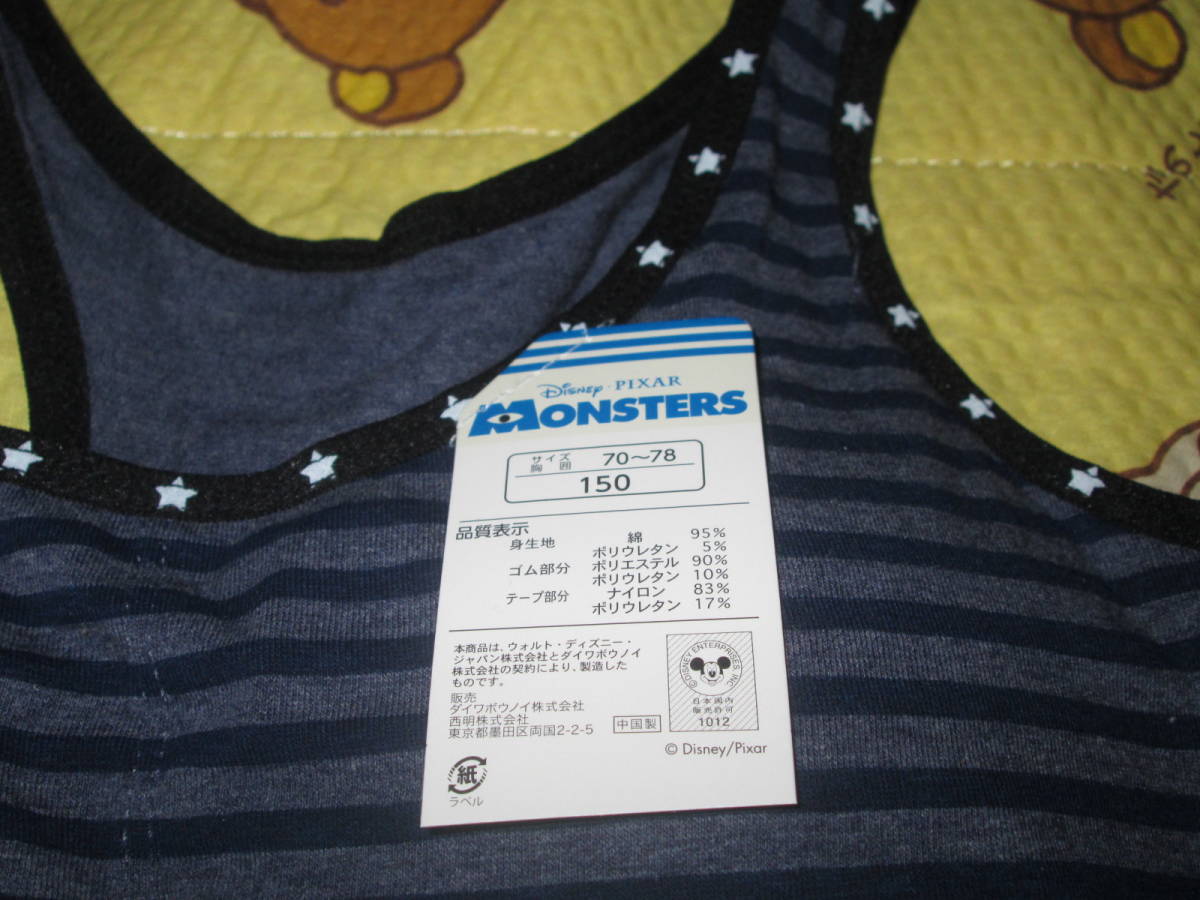 Disney · PIXAR
MONSTERS
サイズ
胸囲 70～78
150
品質表示
身生地 綿 95%
ポリウレタン 5%
ゴム部分 ポリエステル 90%
ポリウレタン 10%
テープ部分 ナイロン 83%
ポリウレタン 17%
本商品は、ウォルト・ディズニー・
ジャパン株式会社とダイワボウノイ
株式会社の契約により、製造した
ものです。
販売
ダイワボウノイ株式会社
西明株式会社
東京都墨田区両国2-2-5
中国製
©DISNEY ENTERPRISES, INC.
日本国内
販売許可
1012
© Disney/Pixar
紙
ラベル